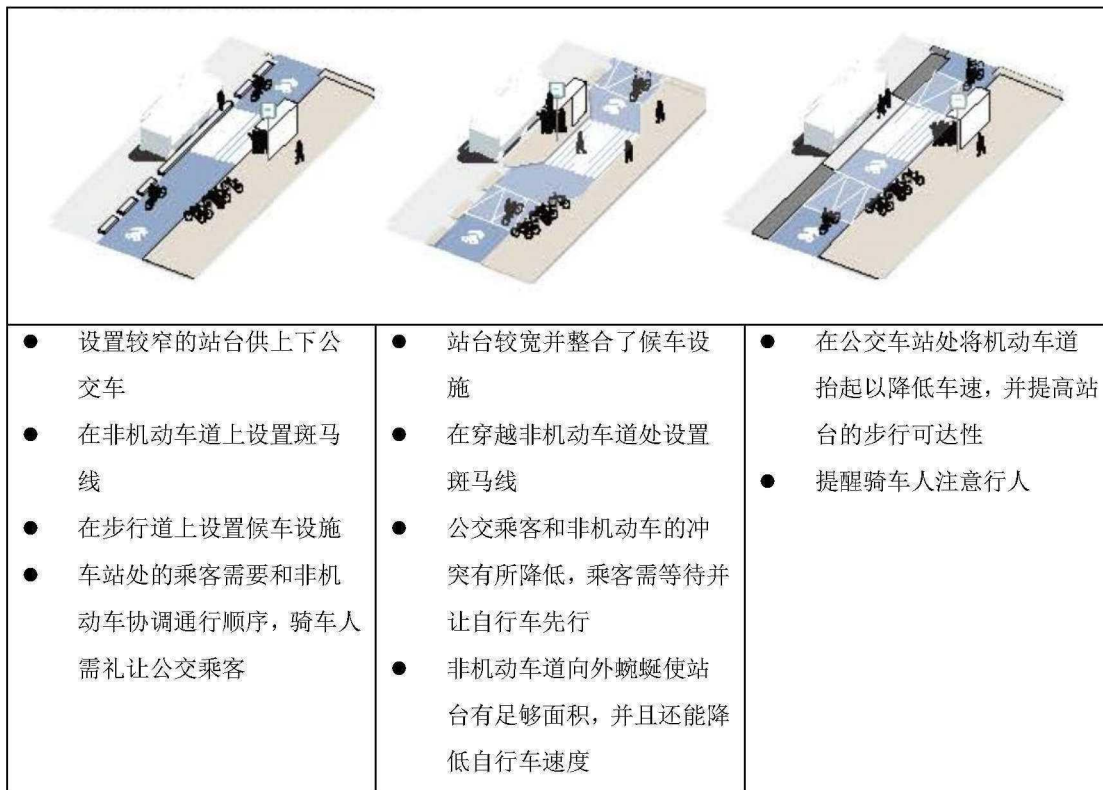 ● 设置较窄的站台供上下公
交车
● 在非机动车道上设置斑马
线
● 在步行道上设置候车设施
● 车站处的乘客需要和非机
动车协调通行顺序，骑车人
需礼让公交乘客
● 站台较宽并整合了候车设
施
● 在穿越非机动车道处设置
斑马线
● 公交乘客和非机动车的冲
突有所降低，乘客需等待并
让自行车先行
● 非机动车道向外蜿蜒使站
台有足够面积，并且还能降
低自行车速度
● 在公交车站处将机动车道
抬起以降低车速，并提高站
台的步行可达性
● 提醒骑车人注意行人